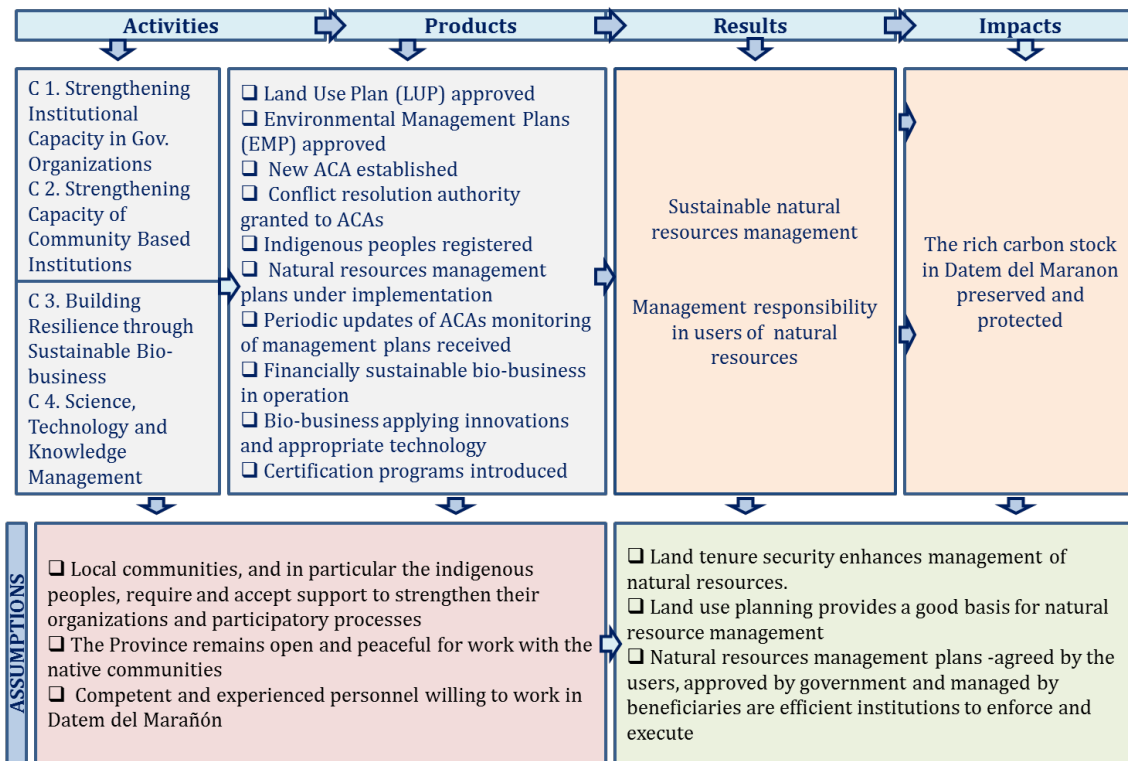 Activities
Products
Results
Impacts
C 1. Strengthening
Institutional
Capacity in Gov.
Organizations
C 2. Strengthening
Capacity of
Community Based
Institutions
C 3. Building
Resilience through
Sustainable Bio-
business
C 4. Science,
Technology and
Knowledge
Management
❑ Land Use Plan (LUP) approved
❑ Environmental Management Plans
(EMP) approved
❑ New ACA established
❑ Conflict resolution authority
granted to ACAs
❑ Indigenous peoples registered
❑ Natural resources management
plans under implementation
❑ Periodic updates of ACAs monitoring
of management plans received
❑ Financially sustainable bio-business
in operation
❑ Bio-business applying innovations
and appropriate technology
❑ Certification programs introduced
Sustainable natural
resources management
Management responsibility
in users of natural
resources
The rich carbon stock
in Datem del Maranon
preserved and
protected
ASSUMPTIONS
❑ Local communities, and in particular the indigenous
peoples, require and accept support to strengthen their
organizations and participatory processes
❑ The Province remains open and peaceful for work with the
native communities
❑ Competent and experienced personnel willing to work in
Datem del Marañón
❑ Land tenure security enhances management of
natural resources.
❑ Land use planning provides a good basis for natural
resource management
❑ Natural resources management plans -agreed by the
users, approved by government and managed by
beneficiaries are efficient institutions to enforce and
execute